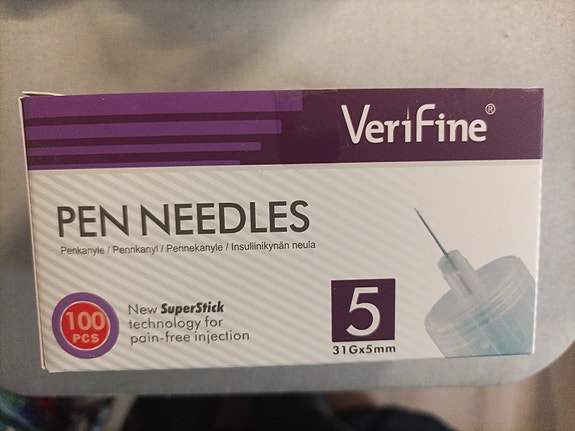 VeriFine®
PEN NEEDLES
Penkanyle / Pennkanyl / Pennekanyle / Insuliinikynän neula
100
PCS
New SuperStick
technology for
pain-free injection
5
31Gx5mm